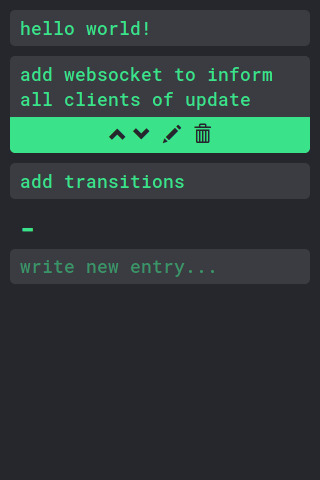 hello world!
add websocket to inform
all clients of update
add transitions
-
write new entry...